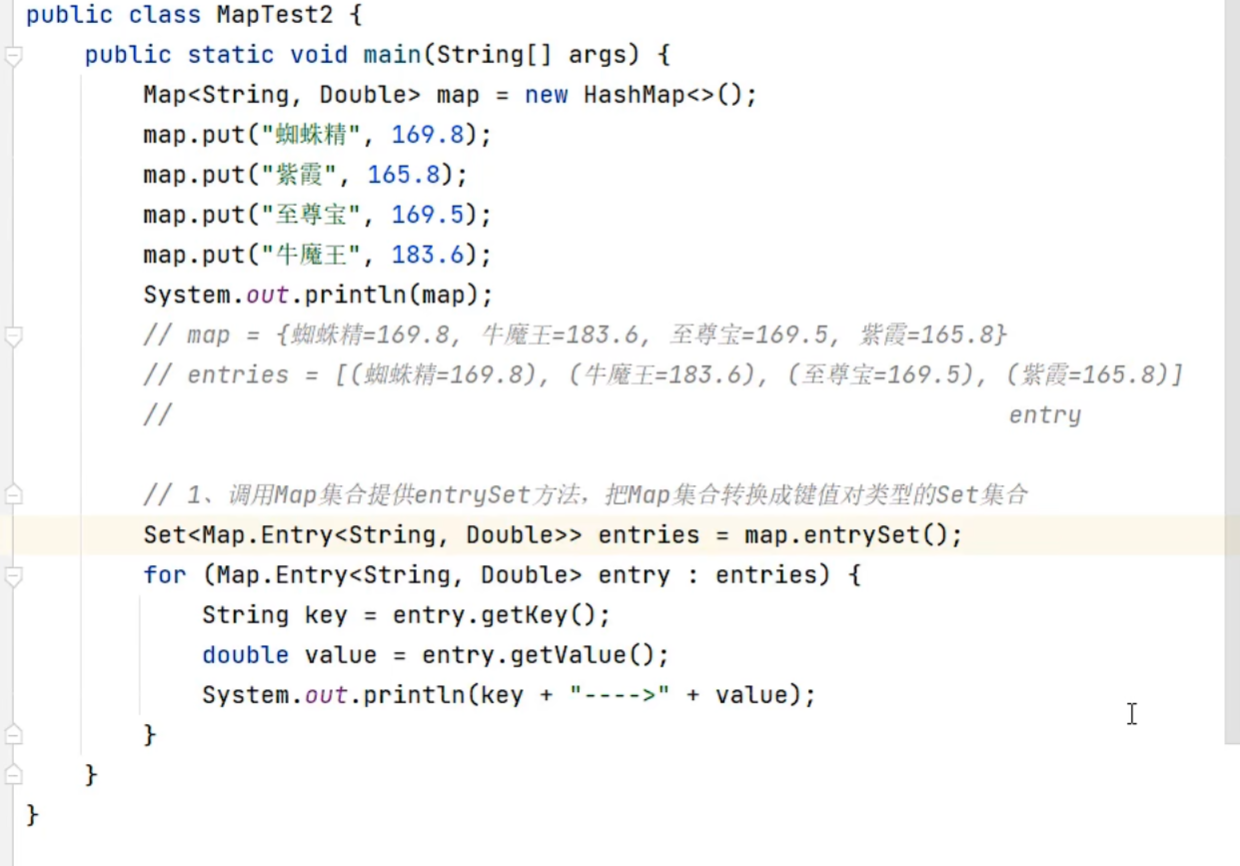 public class MapTest2 {
public static void main(String[] args) {
Map<String, Double> map = new HashMap<>();
map.put("蜘蛛精", 169.8);
map.put("紫霞", 165.8);
map.put("至尊宝", 169.5);
map.put("牛魔王", 183.6);
System.out.println(map);
// map = {蜘蛛精=169.8, 牛魔王=183.6, 至尊宝=169.5, 紫霞=165.8}
// entries = [(蜘蛛精=169.8), (牛魔王=183.6), (至尊宝=169.5), (紫霞=165.8)]
// entry
// 1、调用Map集合提供entrySet方法，把Map集合转换成键值对类型的Set集合
Set<Map.Entry<String, Double>> entries = map.entrySet();
for (Map.Entry<String, Double> entry : entries) {
String key = entry.getKey();
double value = entry.getValue();
System.out.println(key + "---->" + value);
}
}
}